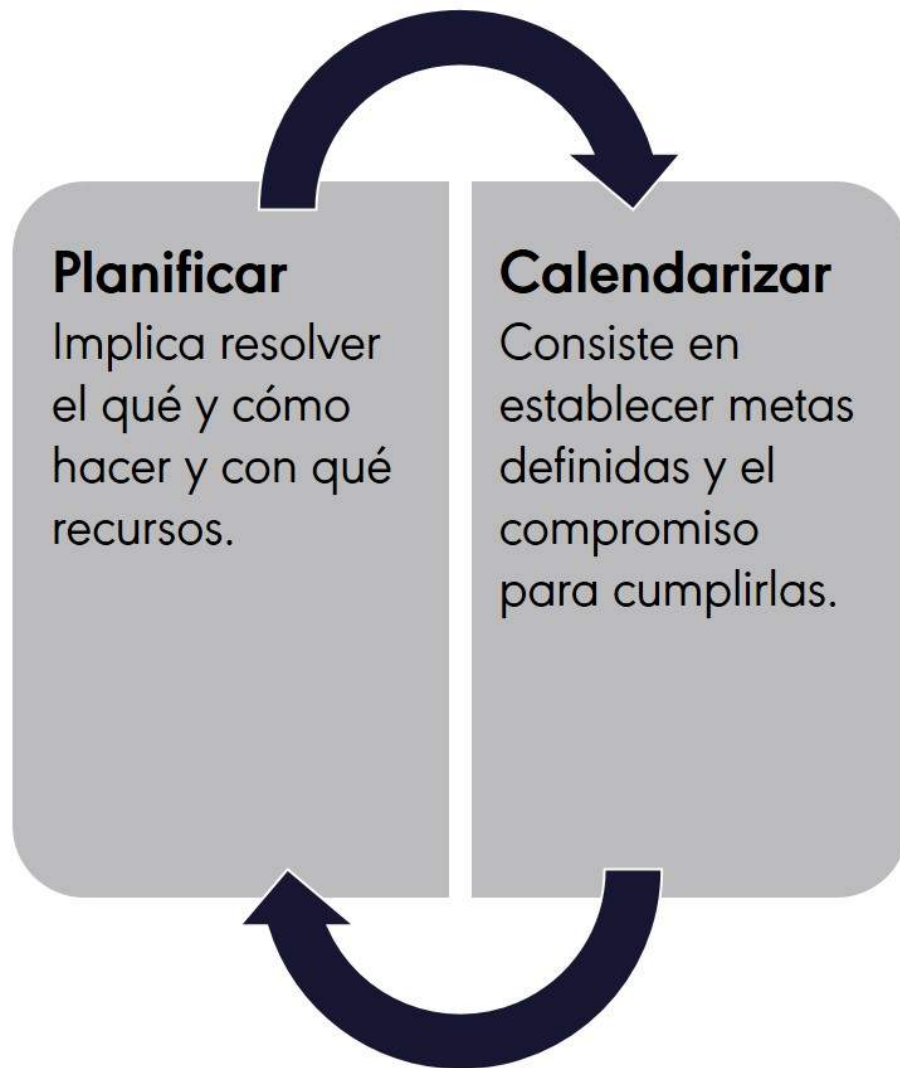 Planificar
Implica resolver
el qué y cómo
hacer y con qué
recursos.
Calendarizar
Consiste en
establecer metas
definidas y el
compromiso
para cumplirlas.